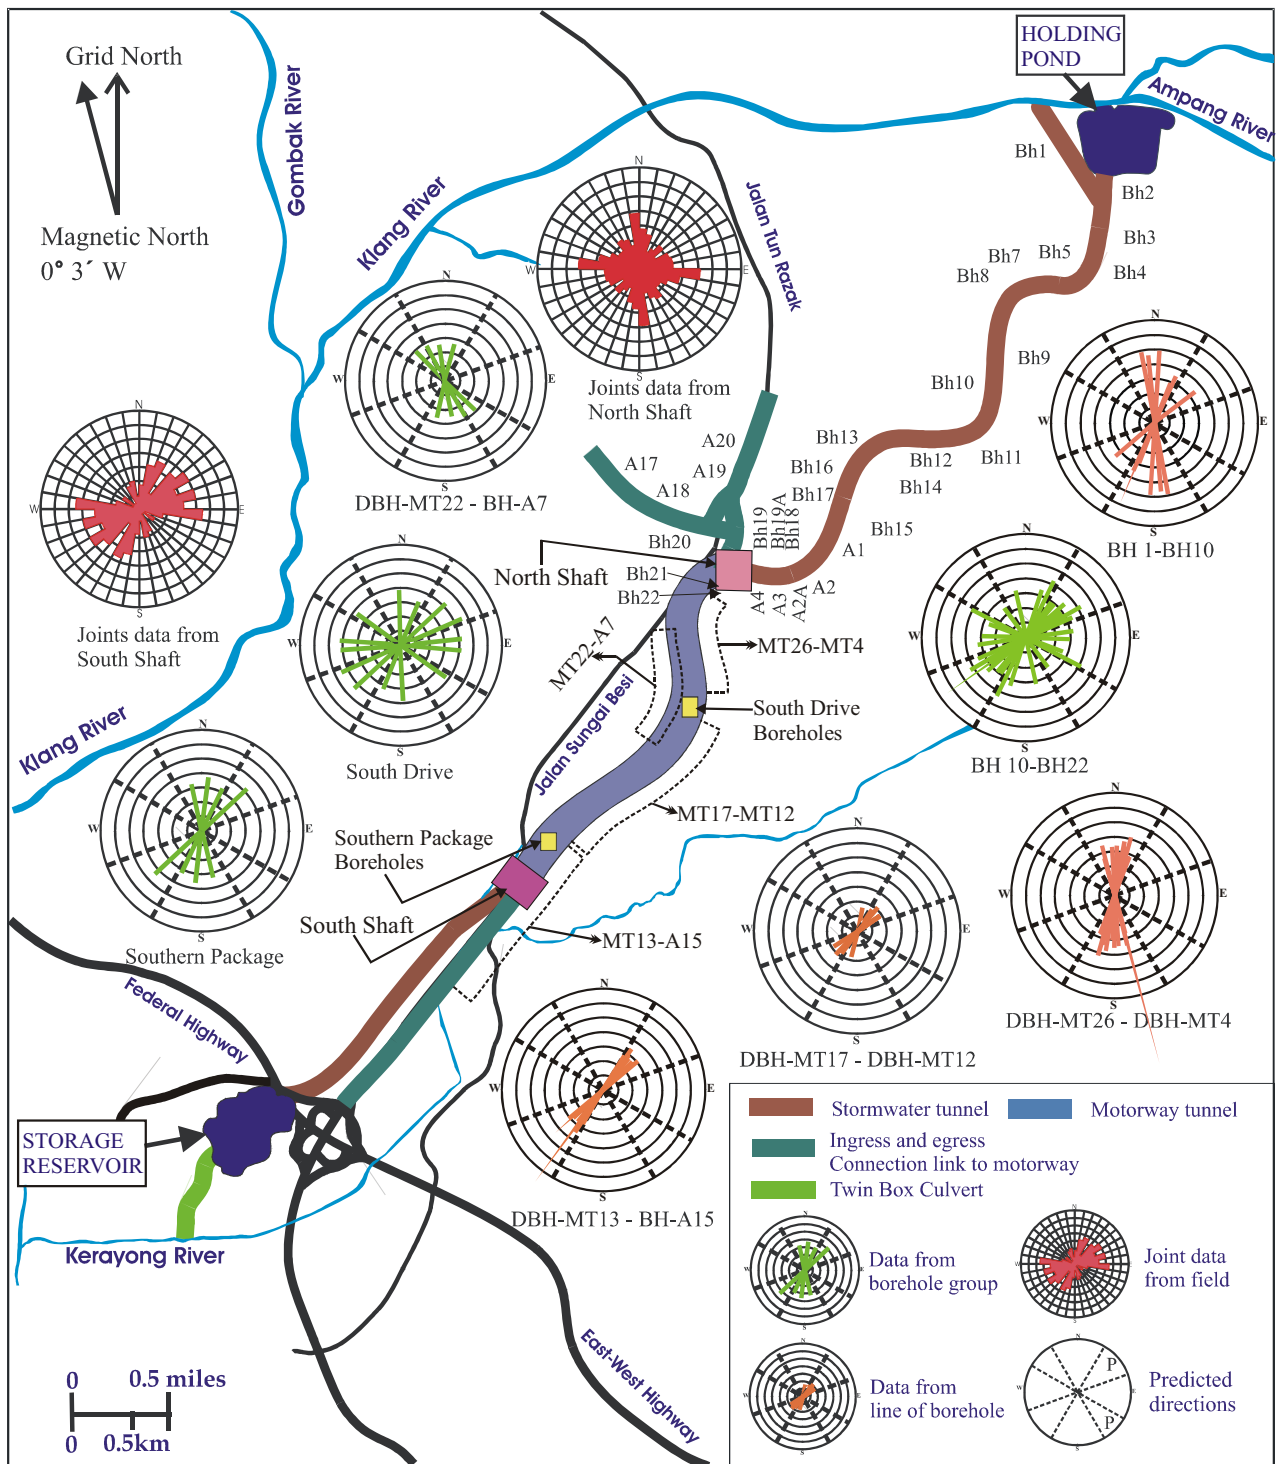 HOLDING
POND
Grid North
Magnetic North
0° 3´ W
Gombak River
Klang River
Ampang River
Jalan Tun Razak
Bh1
Bh2
Bh3
Bh4
Bh5
Bh7
Bh8
Bh9
Bh10
Bh11
Bh12
Bh13
Bh14
Bh15
Bh16
Bh17
Bh19
Bh19A
Bh18
A1
A2
A2A
A3
A4
A20
A19
A17
A18
Bh20
Bh21
Bh22
N
W
E
S
Joints data from
North Shaft
N
W
E
S
DBH-MT22 - BH-A7
N
W
E
S
BH 1-BH10
N
W
E
S
Joints data from
South Shaft
N
W
E
S
South Drive
N
W
E
S
BH 10-BH22
North Shaft
MT22-A7
MT26-MT4
South Drive
Boreholes
Jalan Sungai Besi
Klang River
MT17-MT12
Southern Package
Boreholes
South Shaft
MT13-A15
N
W
E
S
Southern Package
N
W
E
S
DBH-MT17 - DBH-MT12
N
W
E
S
DBH-MT26 - DBH-MT4
N
W
E
S
DBH-MT13 - BH-A15
Federal Highway
STORAGE
RESERVOIR
Kerayong River
East-West Highway
0 0.5 miles
0 0.5km
Stormwater tunnel
Motorway tunnel
Ingress and egress
Connection link to motorway
Twin Box Culvert
N
W
E
S
Data from
borehole group
N
W
E
S
Joint data
from field
N
W
E
S
Data from
line of borehole
N
W
E
S
P
P
Predicted
directions